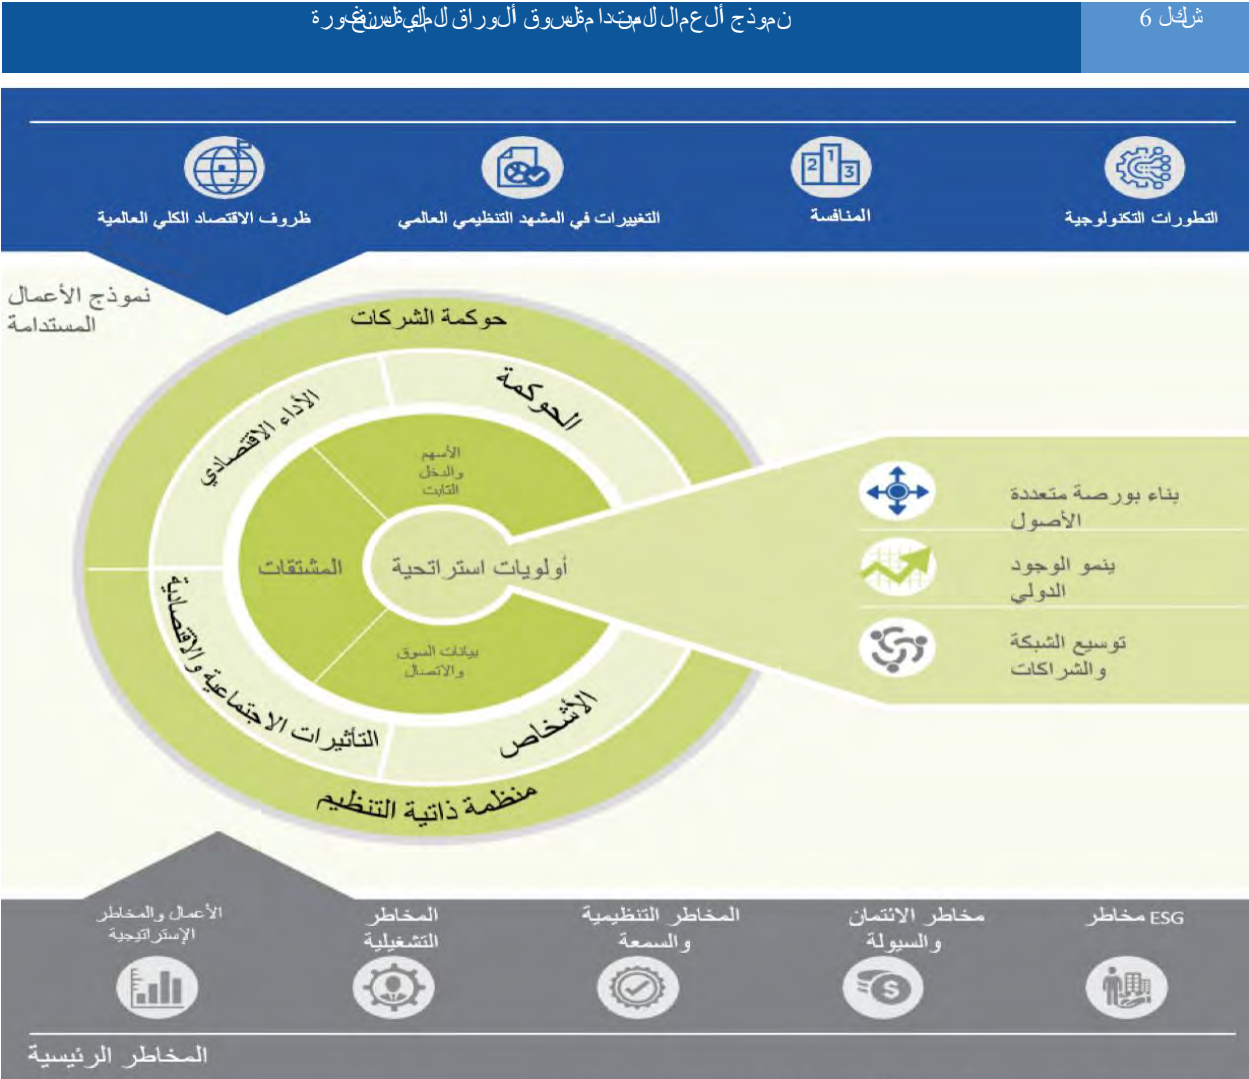 شكل 6
نموذج الأعمال المستدامة لسوق الأوراق المالية لسنغافورة
التطورات التكنولوجية
المنافسة
التغييرات في المشهد التنظيمي العالمي
ظروف الاقتصاد الكلي العالمية
نموذج الأعمال
المستدامة
حوكمة الشركات
الحوكمة
الأداء الاقتصادي
الأسهم
والدخل
الثابت
المشتقات
أولويات استراتحية
بيانات السوق
والاتصال
التأثيرات الاجتماعية والاقتصادية
الأشخاص
منظمة ذاتية التنظيم
بناء بورصة متعددة
الأصول
ينمو الوجود
الدولي
توسيع الشبكة
والشراكات
مخاطر ESG
مخاطر الائتمان
والسيولة
المخاطر التنظيمية
والسمعة
المخاطر
التشغيلية
الأعمال والمخاطر
الإستراتيجية
المخاطر الرئيسية